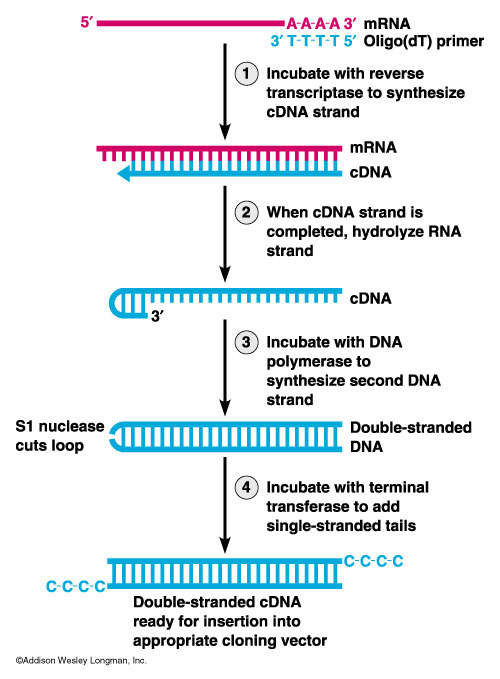 5′ A-A-A-A 3′ mRNA
3′ T-T-T-T 5′ Oligo(dT) primer
1 Incubate with reverse
transcriptase to synthesize
cDNA strand
mRNA
cDNA
2 When cDNA strand is
completed, hydrolyze RNA
strand
cDNA
3′
3 Incubate with DNA
polymerase to
synthesize second DNA
strand
S1 nuclease
cuts loop
Double-stranded
DNA
4 Incubate with terminal
transferase to add
single-stranded tails
C-C-C-C
C-C-C-C
Double-stranded cDNA
ready for insertion into
appropriate cloning vector
©Addison Wesley Longman, Inc.